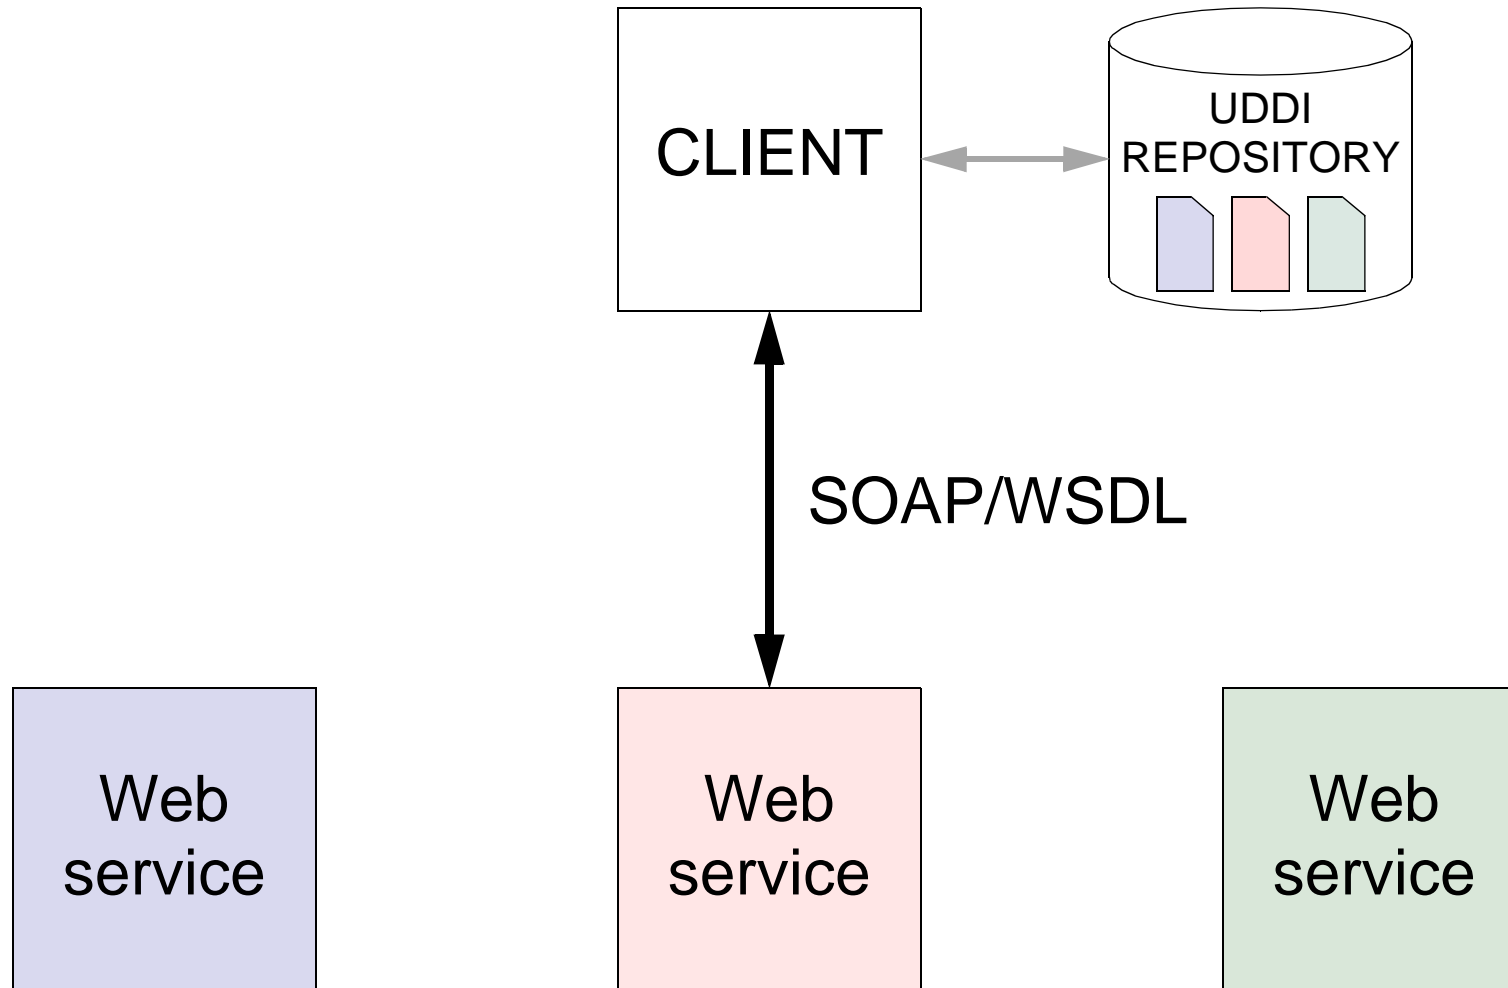 CLIENT
UDDI
REPOSITORY
SOAP/WSDL
Web
service
Web
service
Web
service